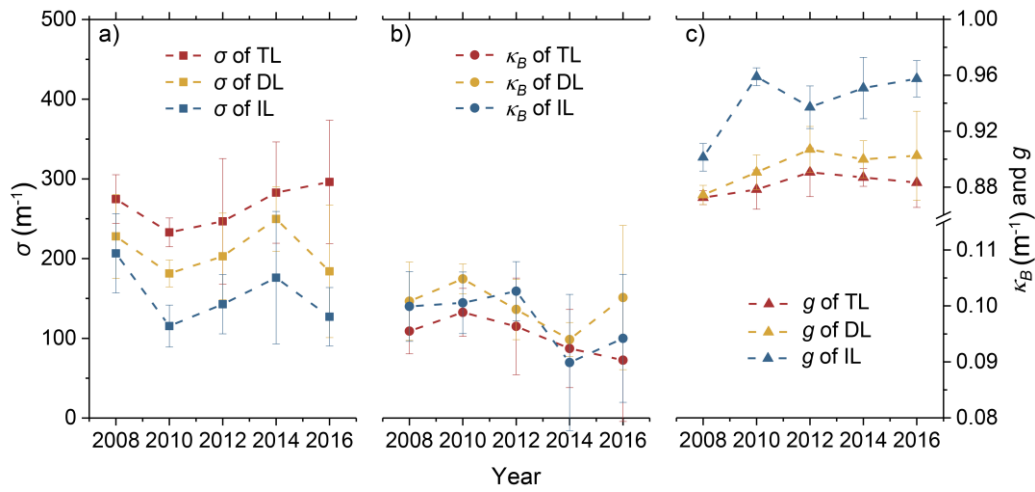 500
400
300
200
100
0
σ (m⁻¹)
a)
σ of TL
σ of DL
σ of IL
2008 2010 2012 2014 2016
b)
κB of TL
κB of DL
κB of IL
2008 2010 2012 2014 2016
Year
c)
g of TL
g of DL
g of IL
2008 2010 2012 2014 2016
1.00
0.96
0.92
0.88
0.11
0.10
0.09
0.08
κB (m⁻¹) and g